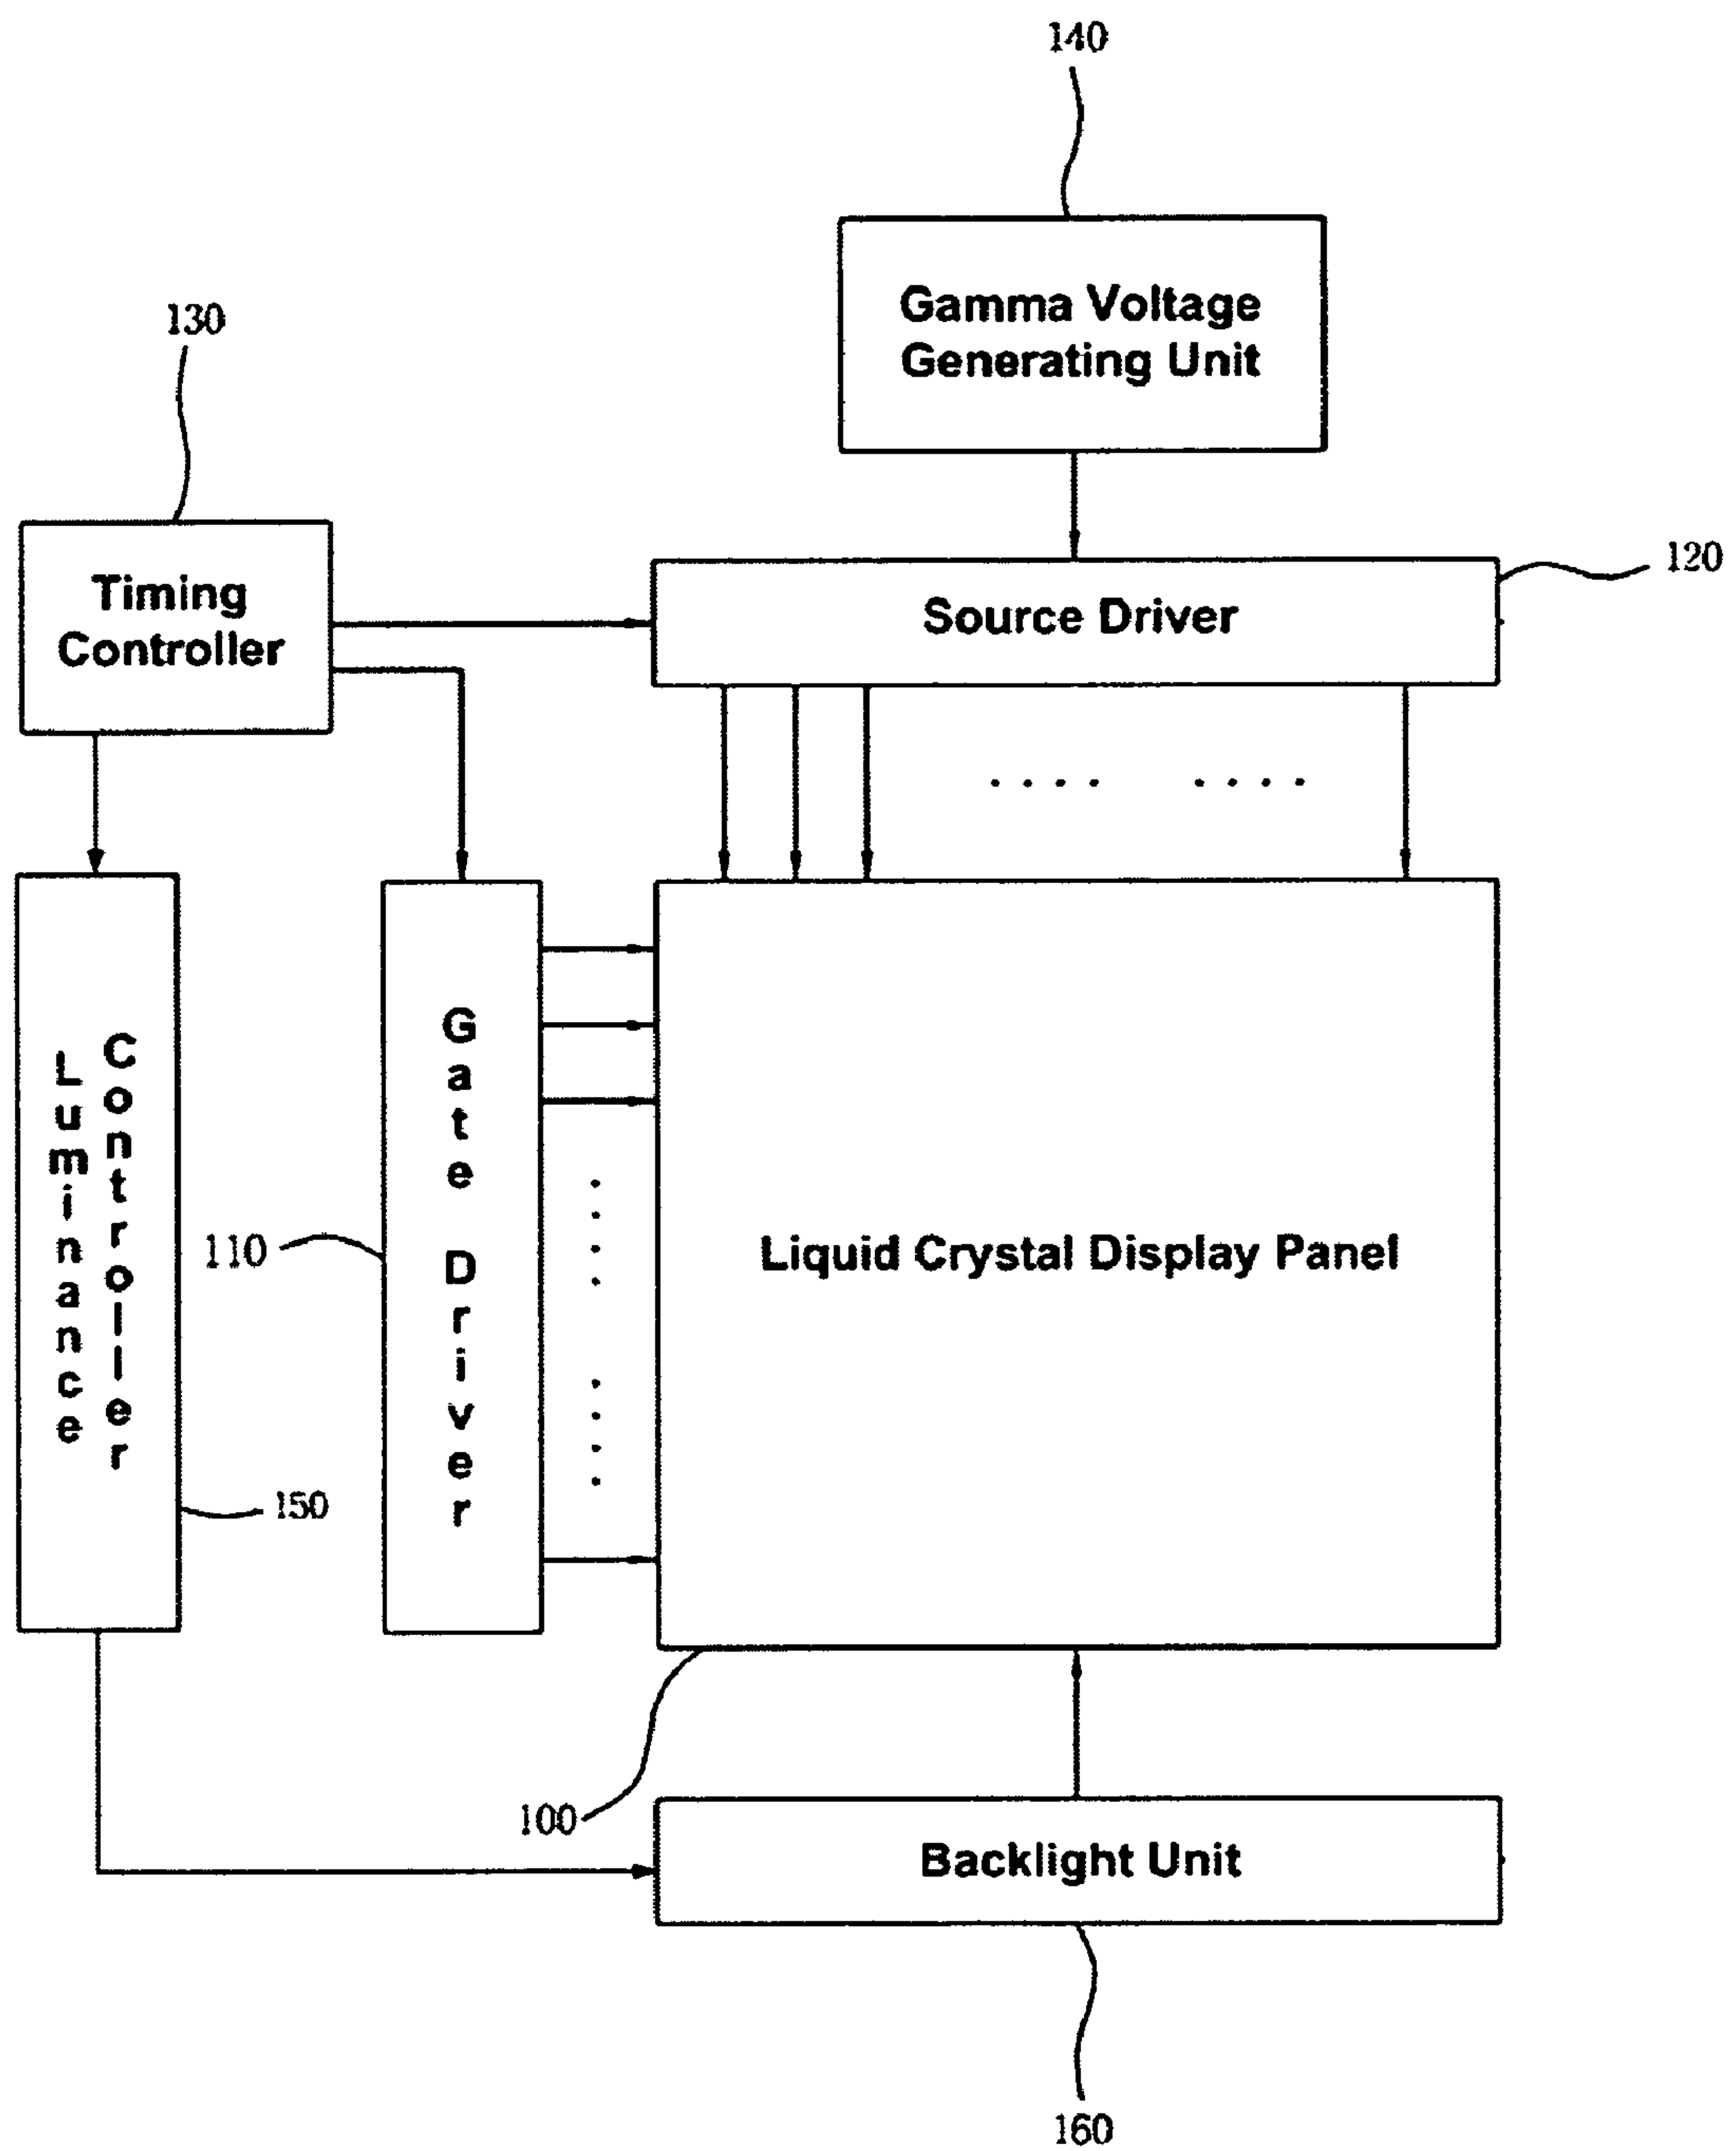 140
Gamma Voltage
Generating Unit
130
Timing
Controller
120
Source Driver
Luminance
Controller
150
Gate Driver
110
Liquid Crystal Display Panel
100
Backlight Unit
160